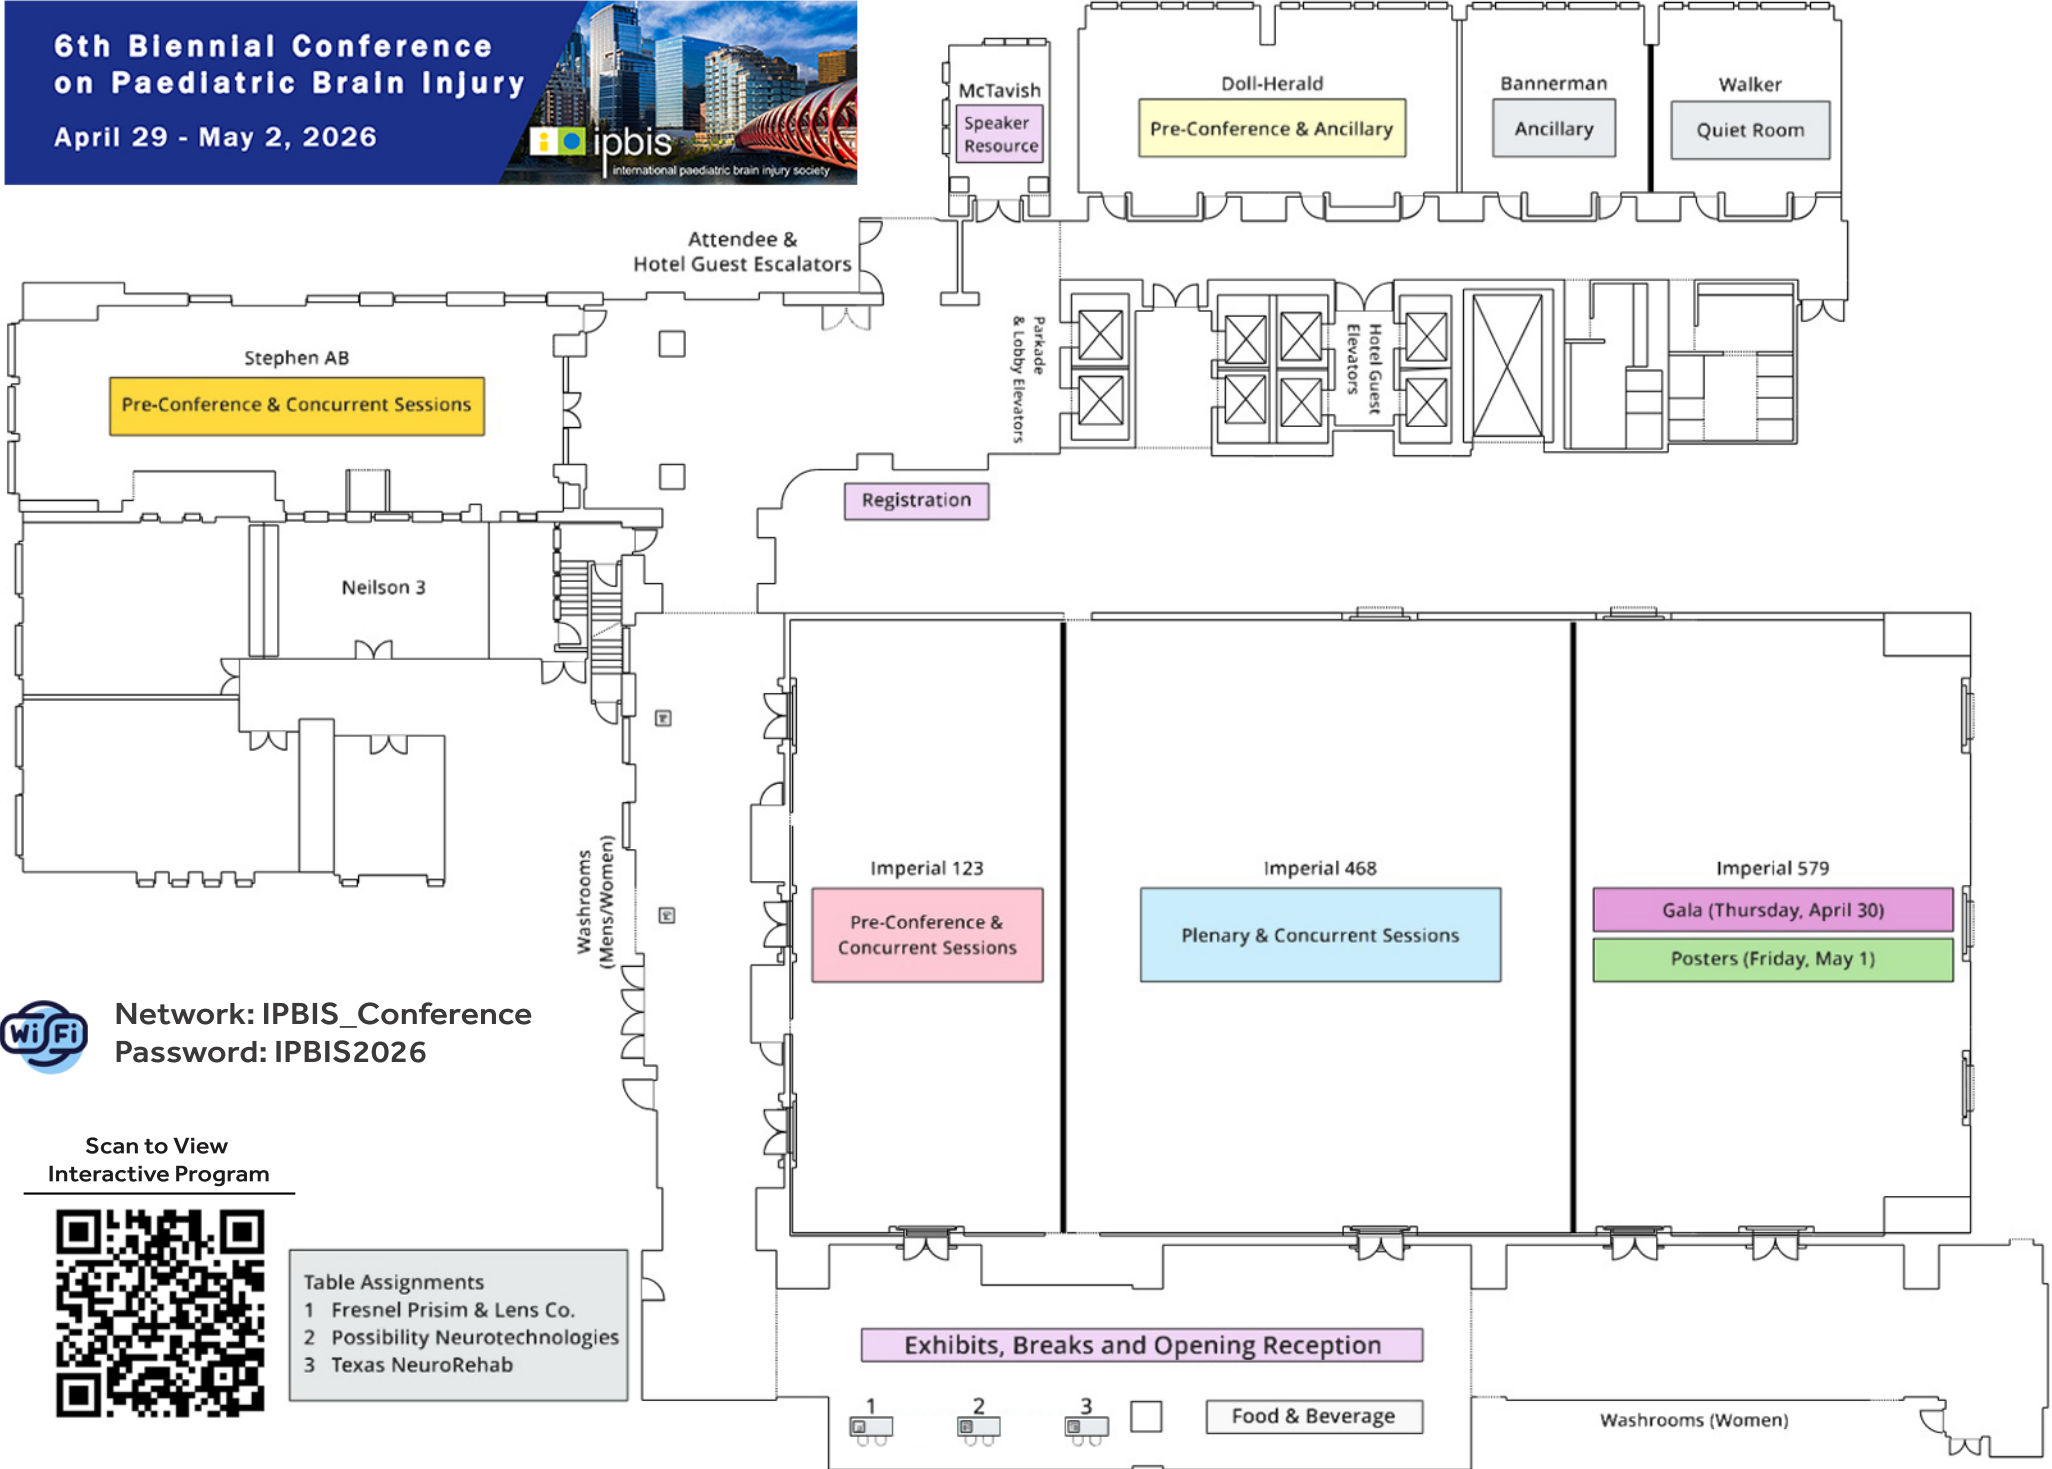 6th Biennial Conference
on Paediatric Brain Injury
April 29 - May 2, 2026
ipbis
international paediatric brain injury society
McTavish
Speaker
Resource
Doll-Herald
Pre-Conference & Ancillary
Bannerman
Ancillary
Walker
Quiet Room
Attendee &
Hotel Guest Escalators
Parkade
& Lobby Elevators
Hotel Guest
Elevators
Stephen AB
Pre-Conference & Concurrent Sessions
Registration
Neilson 3
Washrooms
(Mens/Women)
Imperial 123
Pre-Conference &
Concurrent Sessions
Imperial 468
Plenary & Concurrent Sessions
Imperial 579
Gala (Thursday, April 30)
Posters (Friday, May 1)
WiFi
Network: IPBIS_Conference
Password: IPBIS2026
Scan to View
Interactive Program
Table Assignments
1 Fresnel Prisim & Lens Co.
2 Possibility Neurotechnologies
3 Texas NeuroRehab
Exhibits, Breaks and Opening Reception
1
2
3
Food & Beverage
Washrooms (Women)